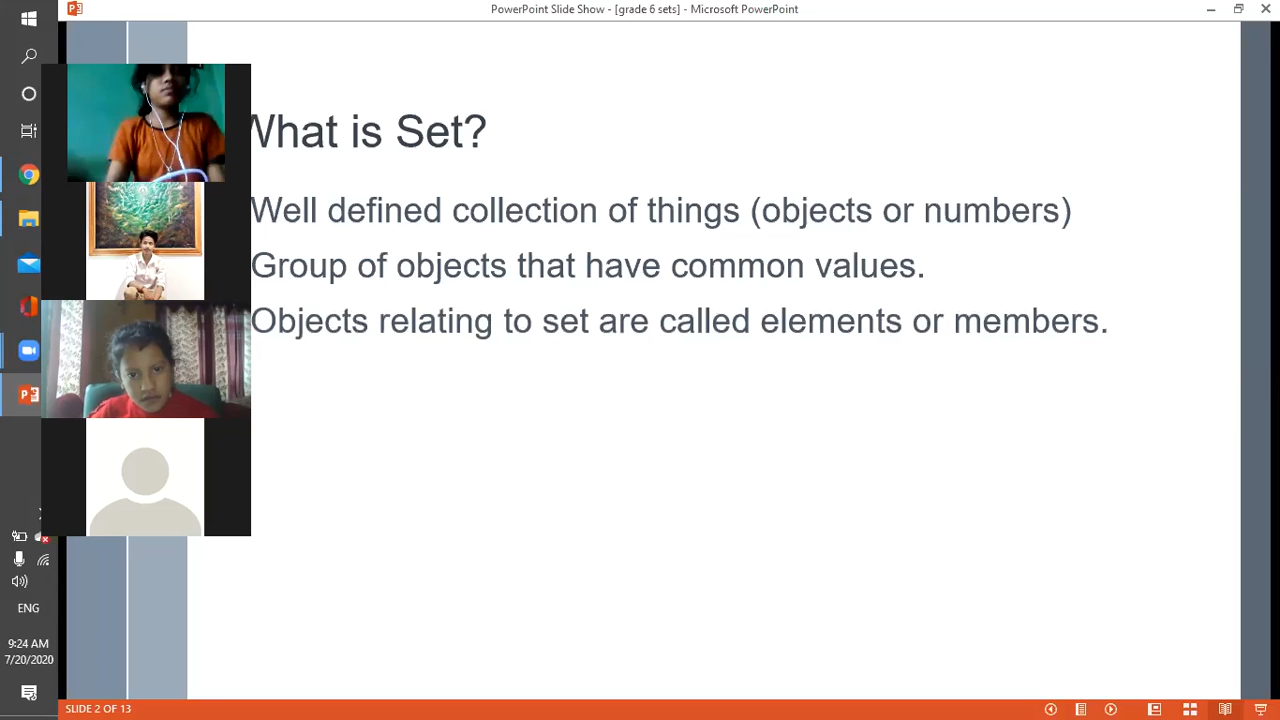 PowerPoint Slide Show - [grade 6 sets] - Microsoft PowerPoint
What is Set?
Well defined collection of things (objects or numbers)
Group of objects that have common values.
Objects relating to set are called elements or members.
ENG
9:24 AM
7/20/2020
SLIDE 2 OF 13